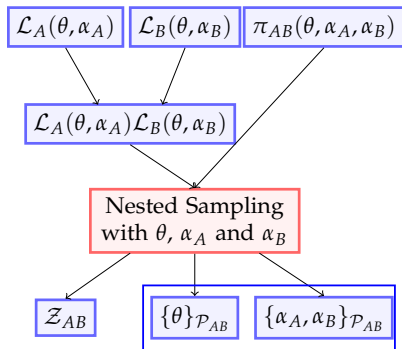 ℒ_A(θ, α_A) ℒ_B(θ, α_B) π_AB(θ, α_A, α_B)
ℒ_A(θ, α_A)ℒ_B(θ, α_B)
Nested Sampling
with θ, α_A and α_B
𝒵_AB {θ}_𝒫_AB {α_A, α_B}_𝒫_AB